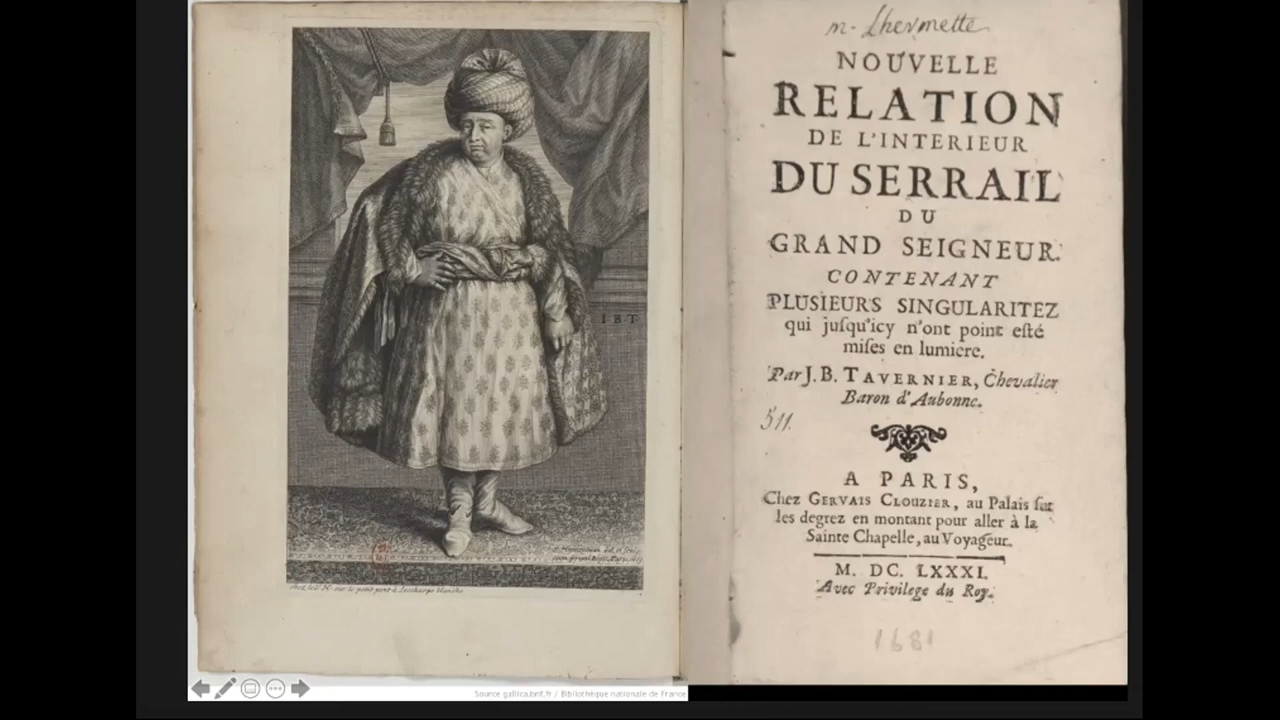 I B T
Source gallica.bnf.fr / Bibliothèque nationale de France
m. Lhermette
NOUVELLE
RELATION
DE L'INTERIEUR
DU SERRAIL
DU
GRAND SEIGNEUR.
CONTENANT
PLUSIEURS SINGULARITEZ
qui juſqu'icy n'ont point eſté
miſes en lumiere.
Par J. B. TAVERNIER, Chevalier
Baron d'Aubonne.
511.
A PARIS,
Chez GERVAIS CLOUZIER, au Palais ſur
les degrez en montant pour aller à la
Sainte Chapelle, au Voyageur.
M. DC. LXXXI.
Avec Privilege du Roy.
1681